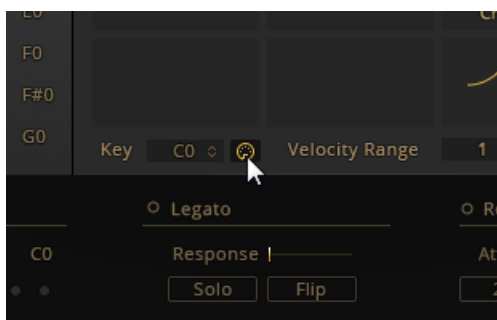 F0
F#0
G0
Key C0 Velocity Range 1
Legato
C0 Response
Solo Flip